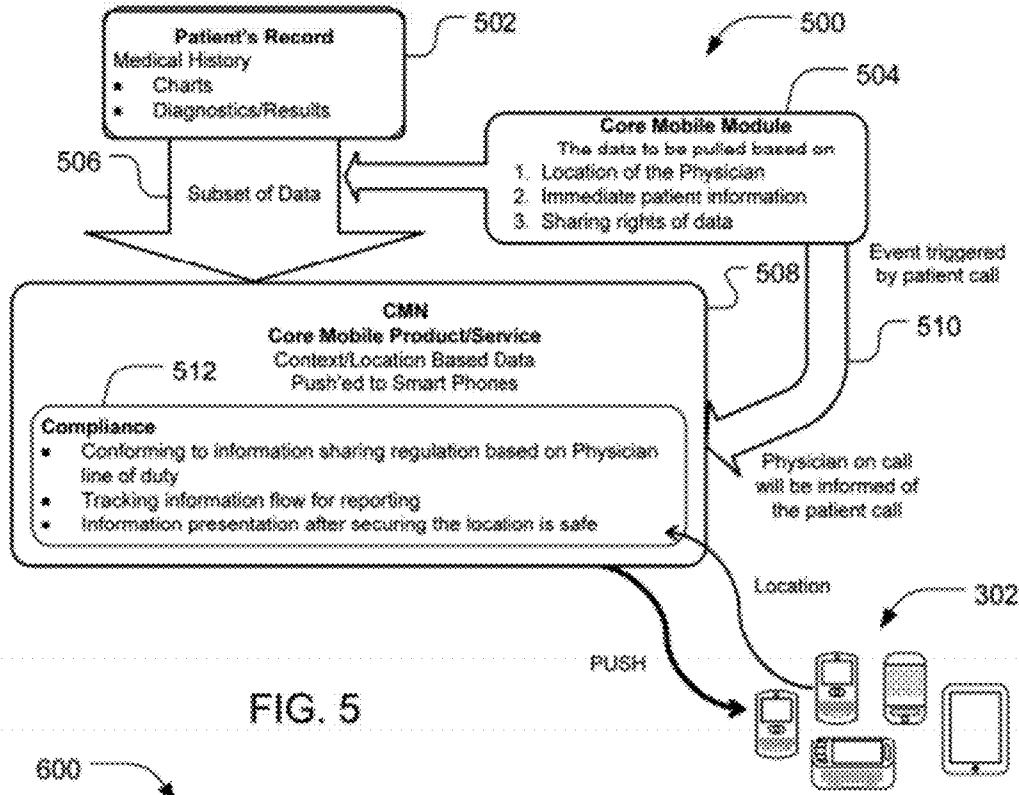 502
500
Patient's Record
Medical History
▪ Charts
▪ Diagnostics/Results
504
Core Mobile Module
The data to be pulled based on
1. Location of the Physician
2. Immediate patient information
3. Sharing rights of data
506
Subset of Data
Event triggered
by patient call
508
510
CMN
Core Mobile Product/Service
Context/Location Based Data
Push'ed to Smart Phones
512
Compliance
▪ Conforming to information sharing regulation based on Physician
line of duty
▪ Tracking information flow for reporting
▪ Information presentation after securing the location is safe
Physician on call
will be informed of
the patient call
Location
302
PUSH
FIG. 5
600